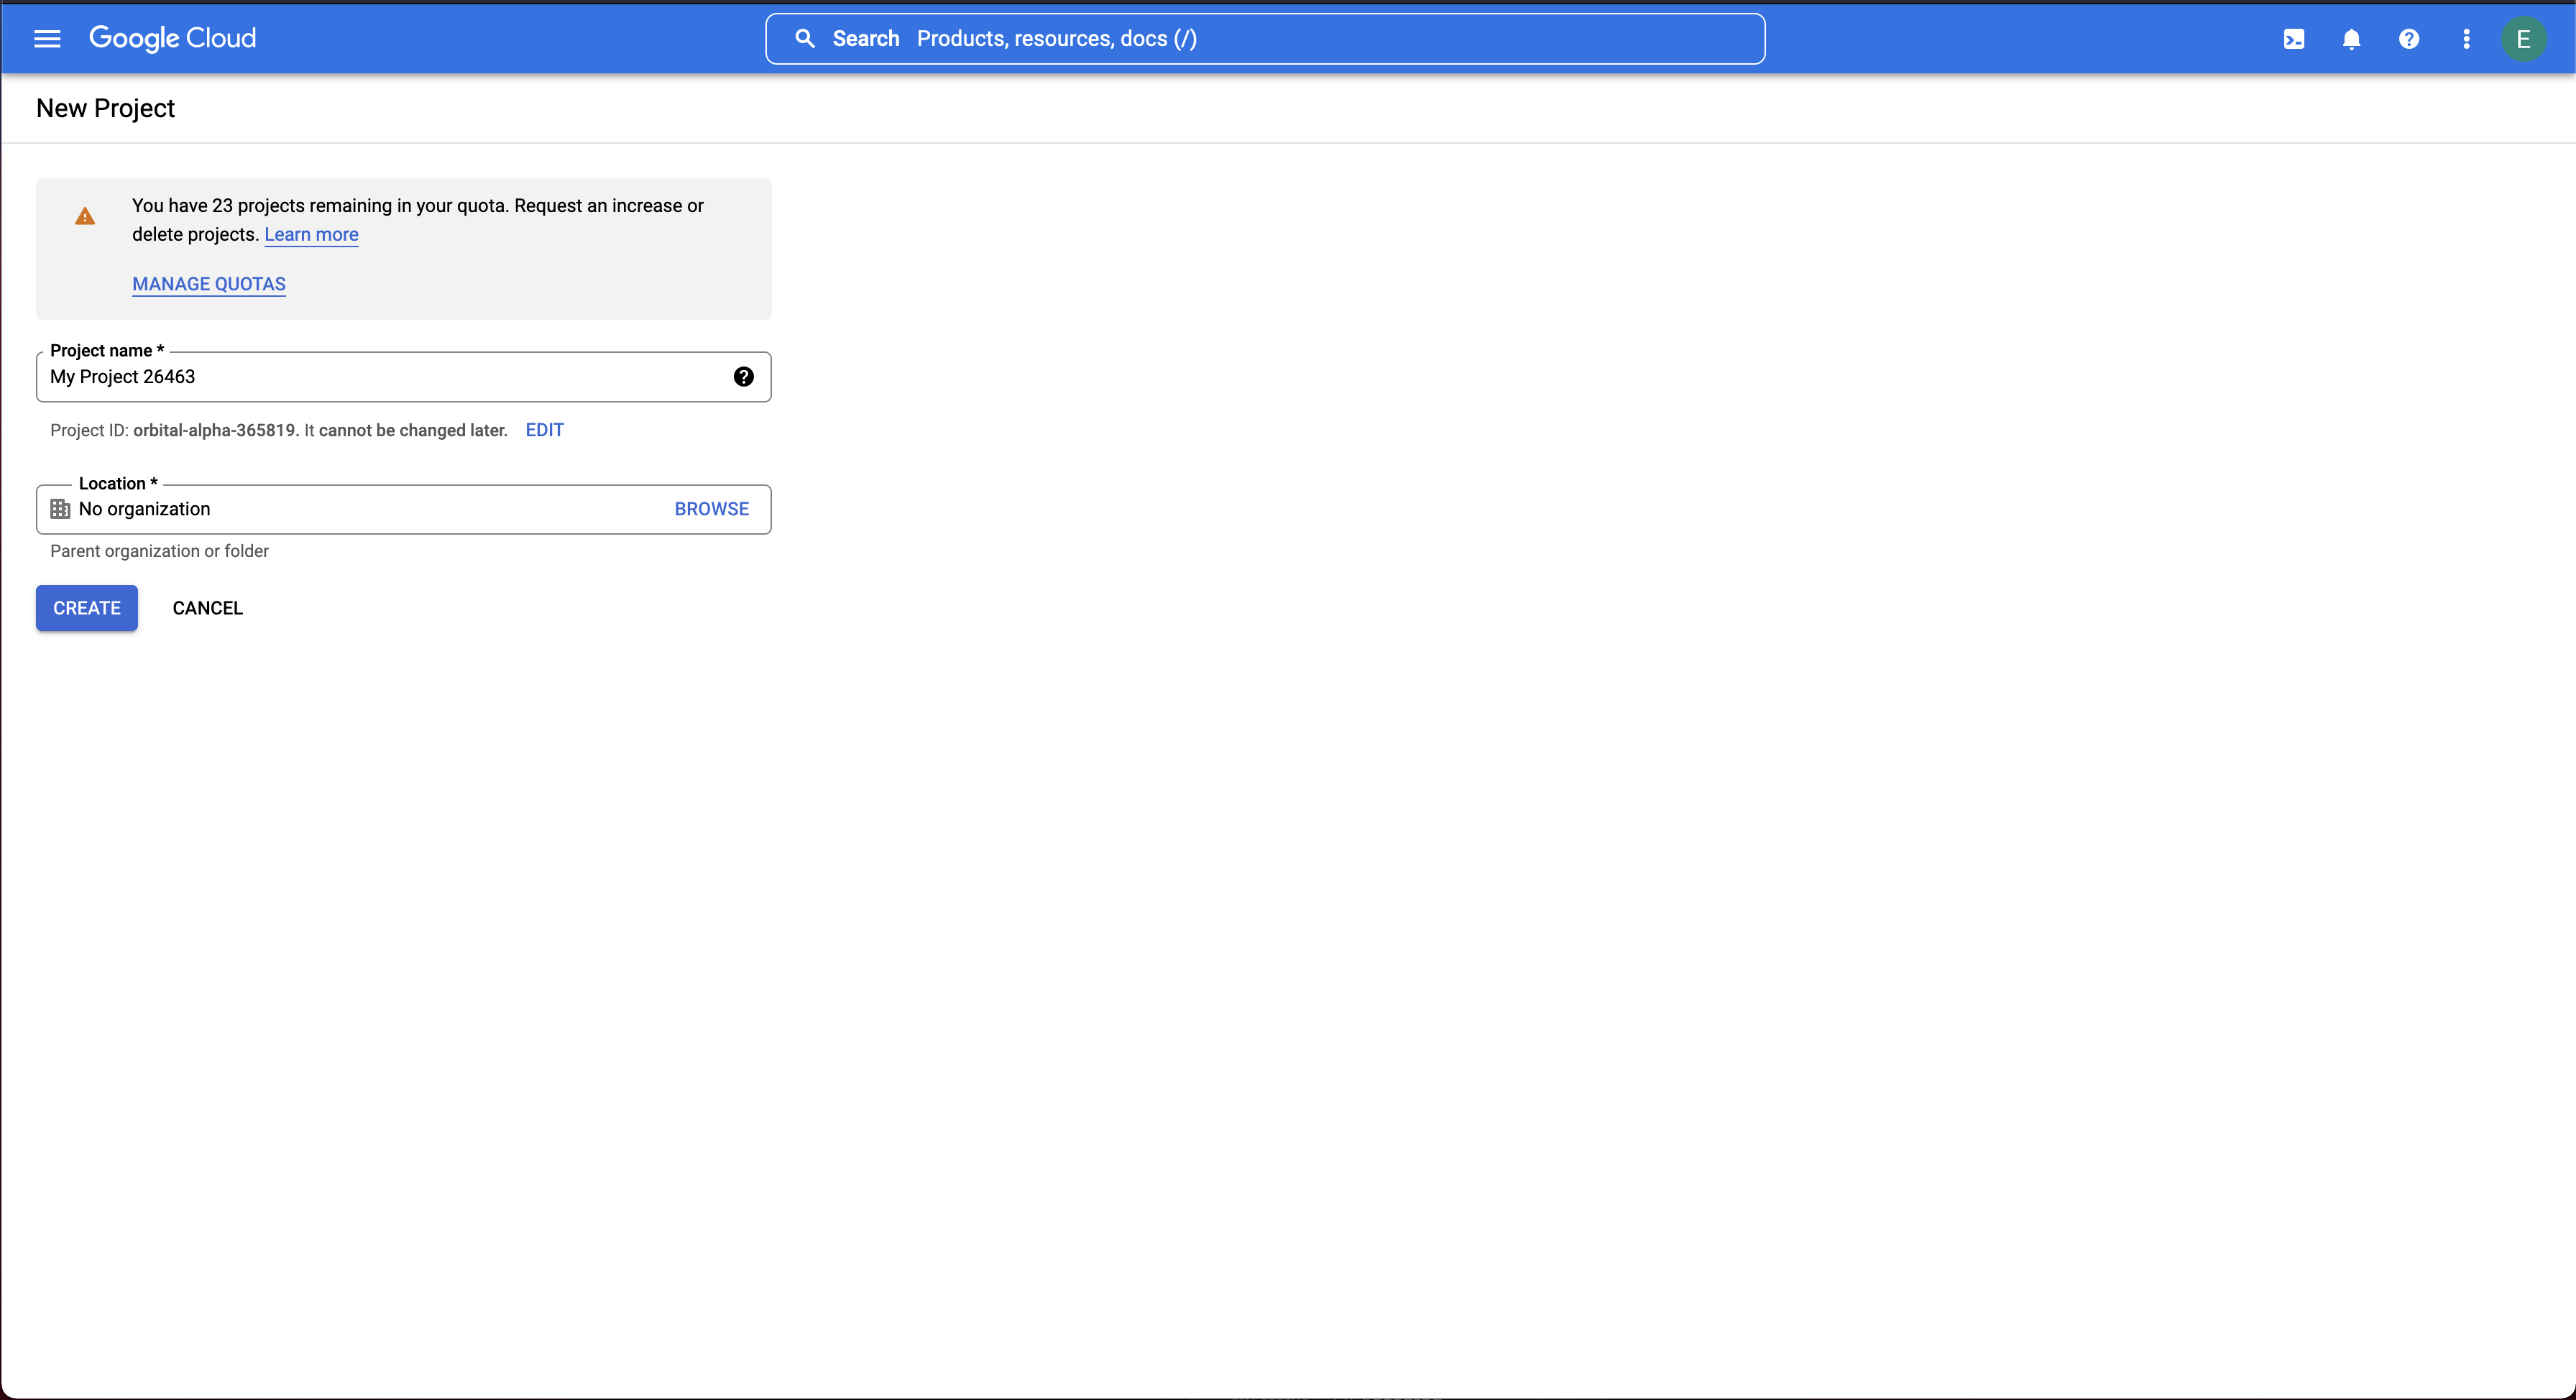 Google Cloud
Search Products, resources, docs (/)
E
New Project
You have 23 projects remaining in your quota. Request an increase or
delete projects. Learn more
MANAGE QUOTAS
Project name *
My Project 26463
Project ID: orbital-alpha-365819. It cannot be changed later. EDIT
Location *
No organization BROWSE
Parent organization or folder
CREATE CANCEL